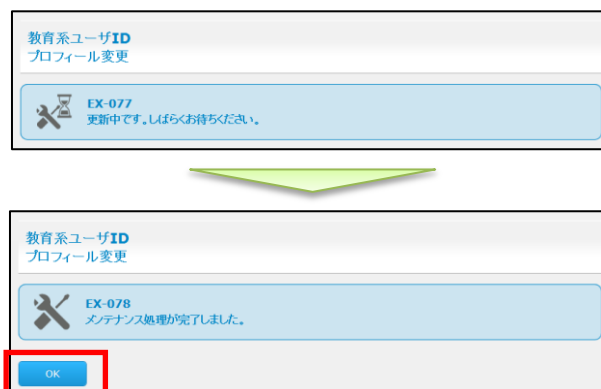 教育系ユーザID
プロフィール変更
EX-077
更新中です。しばらくお待ちください。
教育系ユーザID
プロフィール変更
EX-078
メンテナンス処理が完了しました。
OK